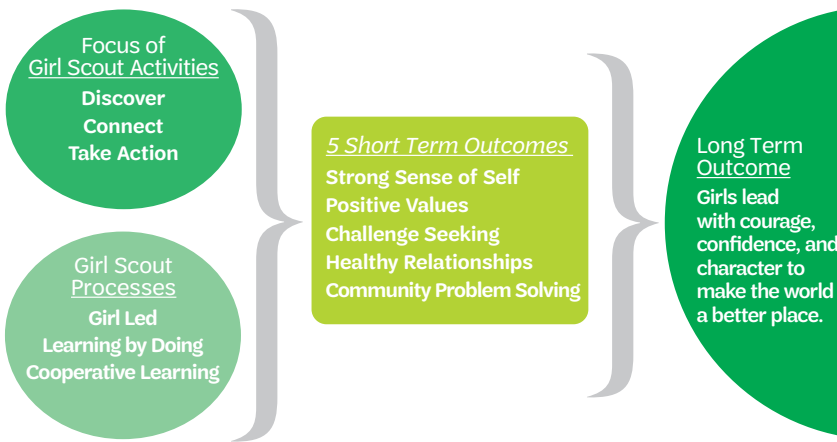 Focus of
Girl Scout Activities
Discover
Connect
Take Action
Girl Scout
Processes
Girl Led
Learning by Doing
Cooperative Learning
5 Short Term Outcomes
Strong Sense of Self
Positive Values
Challenge Seeking
Healthy Relationships
Community Problem Solving
Long Term
Outcome
Girls lead
with courage,
confidence, and
character to
make the world
a better place.